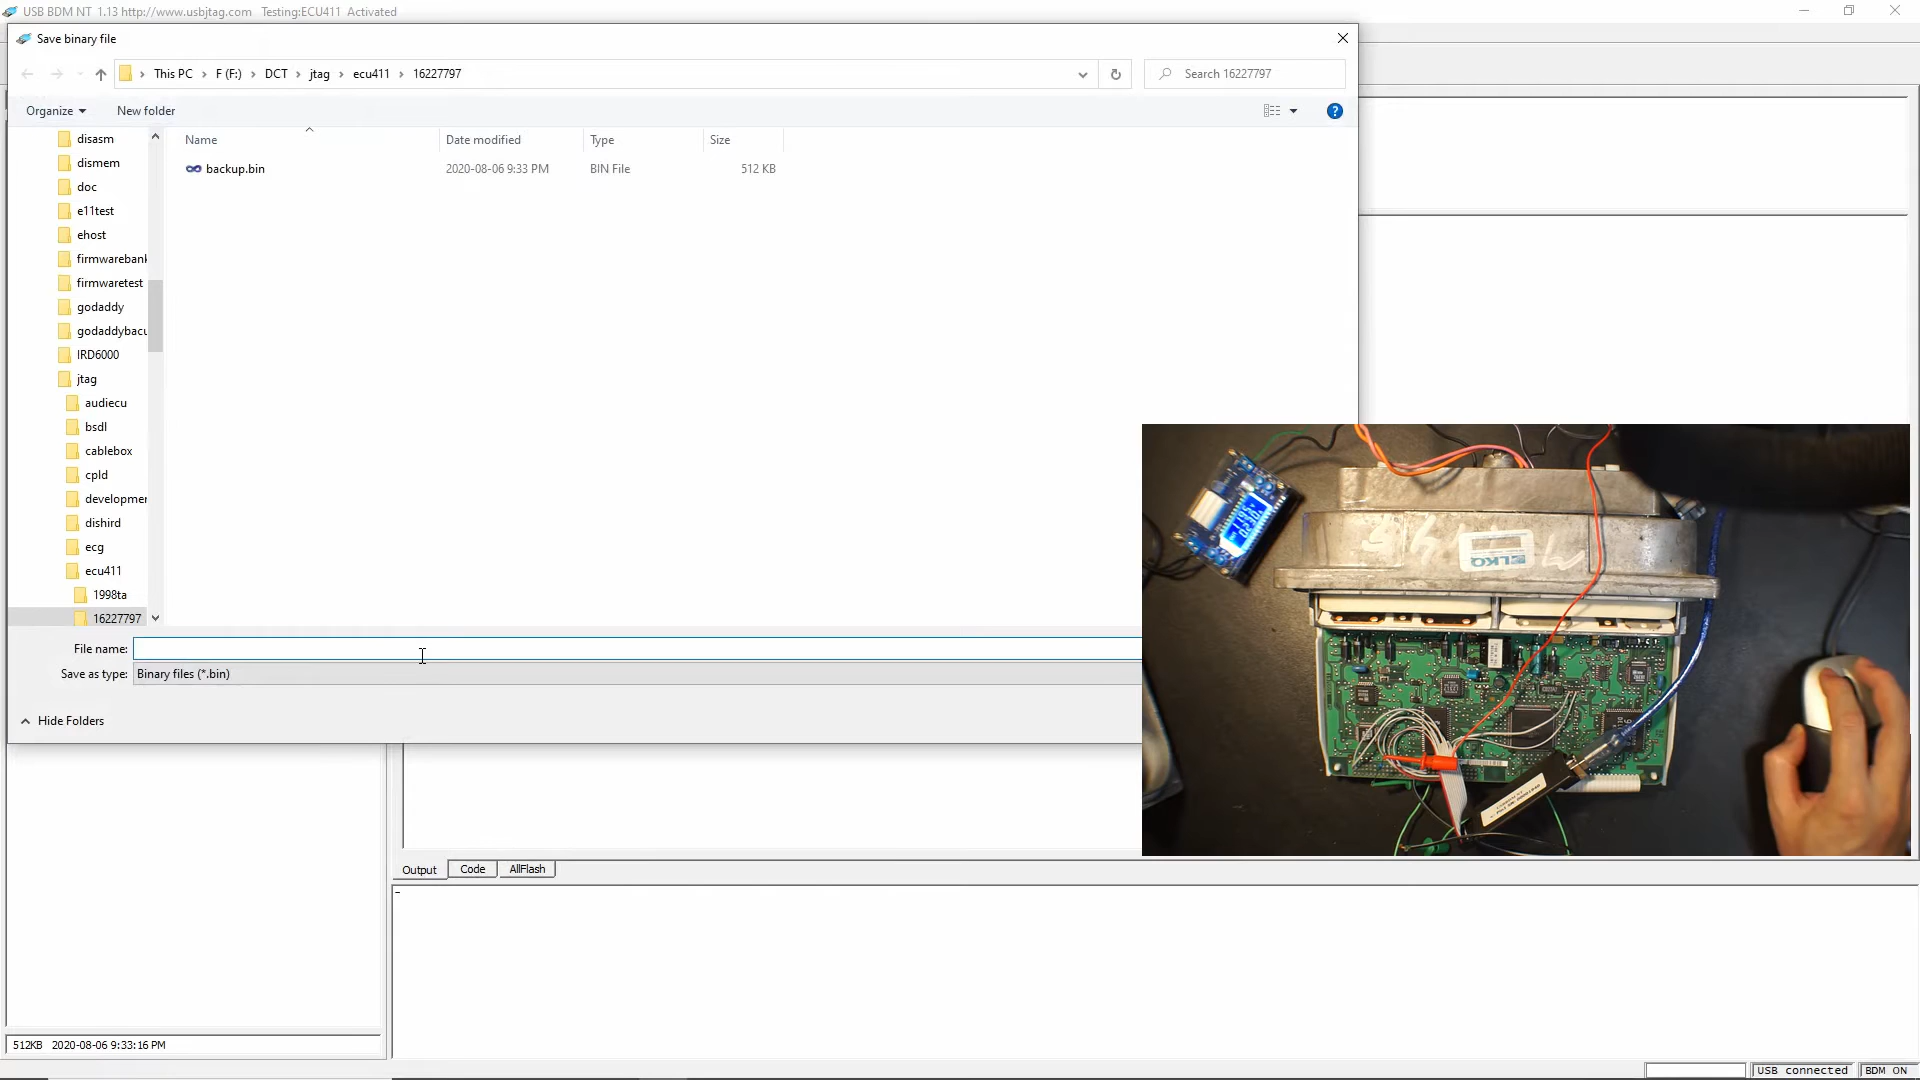 USB BDM NT 1.13 http://www.usbjtag.com Testing:ECU411 Activated
Save binary file
This PC
F (F:)
DCT
jtag
ecu411
16227797
Search 16227797
Organize
New folder
?
disasm
dismem
doc
e11test
ehost
firmwarebank
firmwaretest
godaddy
godaddybacu
IRD6000
jtag
audiecu
bsdl
cablebox
cpld
developmen
dishird
ecg
ecu411
1998ta
16227797
Name
Date modified
Type
Size
backup.bin
2020-08-06 9:33 PM
BIN File
512 KB
File name:
Save as type:
Binary files (*.bin)
Hide Folders
LKQ
Output
Code
AllFlash
-
512KB 2020-08-06 9:33:16 PM
USB connected
BDM ON